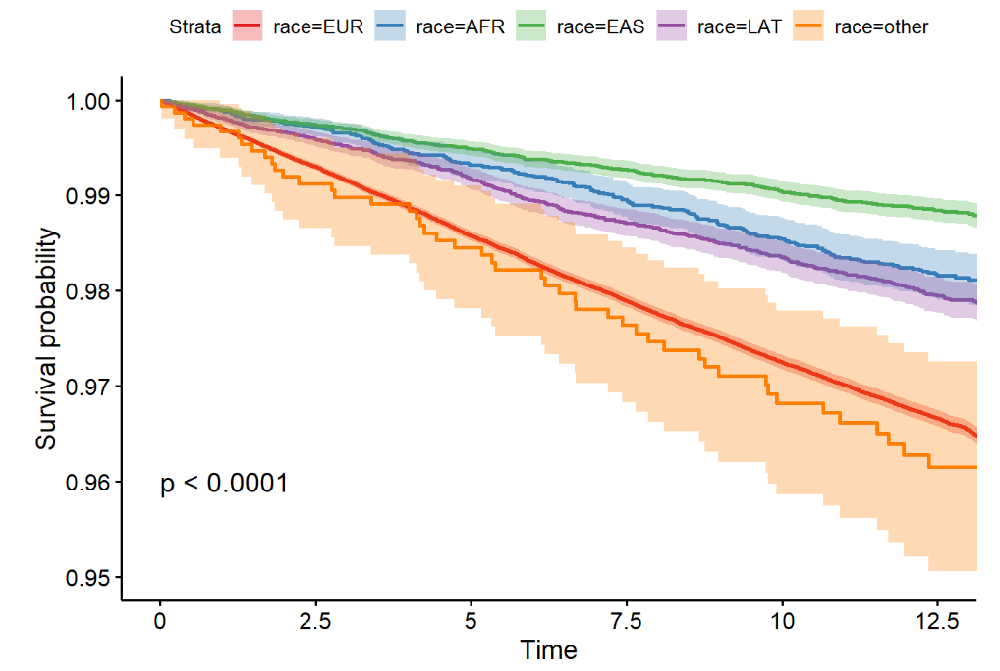 Strata race=EUR race=AFR race=EAS race=LAT race=other
Survival probability
1.00
0.99
0.98
0.97
0.96
0.95
p < 0.0001
0 2.5 5 7.5 10 12.5
Time